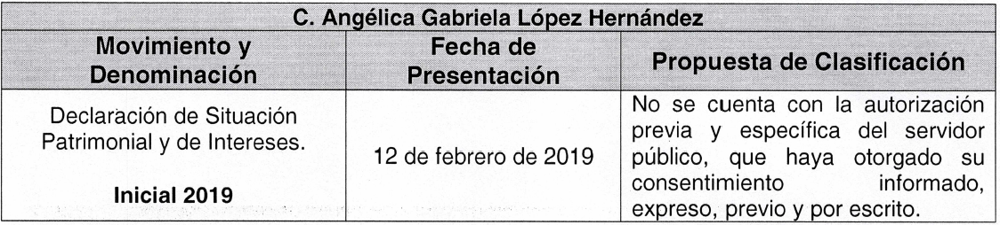 C. Angélica Gabriela López Hernández
Movimiento y
Denominación
Fecha de
Presentación
Propuesta de Clasificación
Declaración de Situación
Patrimonial y de Intereses.
Inicial 2019
12 de febrero de 2019
No se cuenta con la autorización
previa y específica del servidor
público, que haya otorgado su
consentimiento informado,
expreso, previo y por escrito.